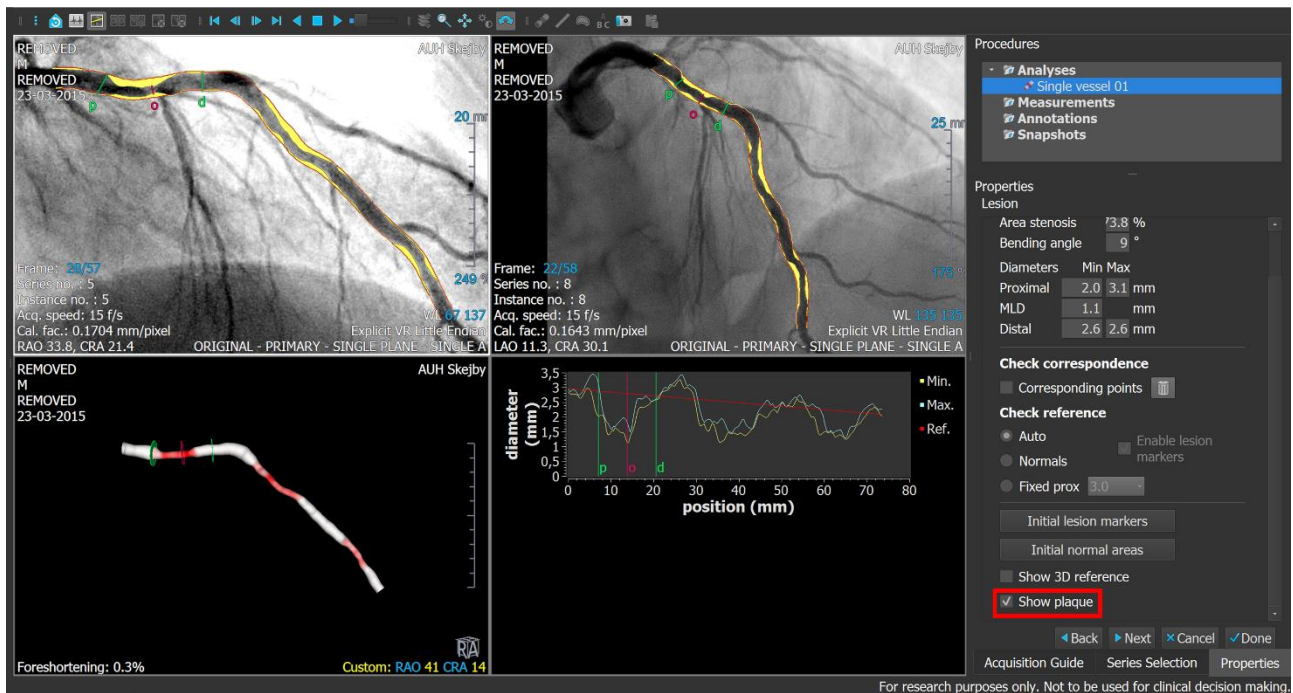 A
B C
REMOVED
M
REMOVED
23-03-2015
AUH Skejby
p
o
d
20 mm
Frame: 28/57
Series no. : 5
Instance no. : 5
Acq. speed: 15 f/s
Cal. fac.: 0.1704 mm/pixel
RAO 33.8, CRA 21.4
249 %
WL 67 137
Explicit VR Little Endian
ORIGINAL - PRIMARY - SINGLE PLANE - SINGLE A
REMOVED
M
REMOVED
23-03-2015
AUH Skejby
p
o
d
25 mm
Frame: 22/58
Series no. : 8
Instance no. : 8
Acq. speed: 15 f/s
Cal. fac.: 0.1643 mm/pixel
LAO 11.3, CRA 30.1
175 %
WL 135 135
Explicit VR Little Endian
ORIGINAL - PRIMARY - SINGLE PLANE - SINGLE A
REMOVED
M
REMOVED
23-03-2015
AUH Skejby
Foreshortening: 0.3%
RA
Custom: RAO 41 CRA 14
diameter
(mm)
3,5
3
2,5
2
1,5
1
0,5
0
p
o
d
0 10 20 30 40 50 60 70 80
position (mm)
Min.
Max.
Ref.
Procedures
Analyses
Single vessel 01
Measurements
Annotations
Snapshots
Properties
Lesion
Area stenosis 73.8 %
Bending angle 9 °
Diameters Min Max
Proximal 2.0 3.1 mm
MLD 1.1 mm
Distal 2.6 2.6 mm
Check correspondence
Corresponding points
Check reference
Auto
Enable lesion
markers
Normals
Fixed prox 3.0
Initial lesion markers
Initial normal areas
Show 3D reference
Show plaque
Back Next Cancel Done
Acquisition Guide Series Selection Properties
For research purposes only. Not to be used for clinical decision making.